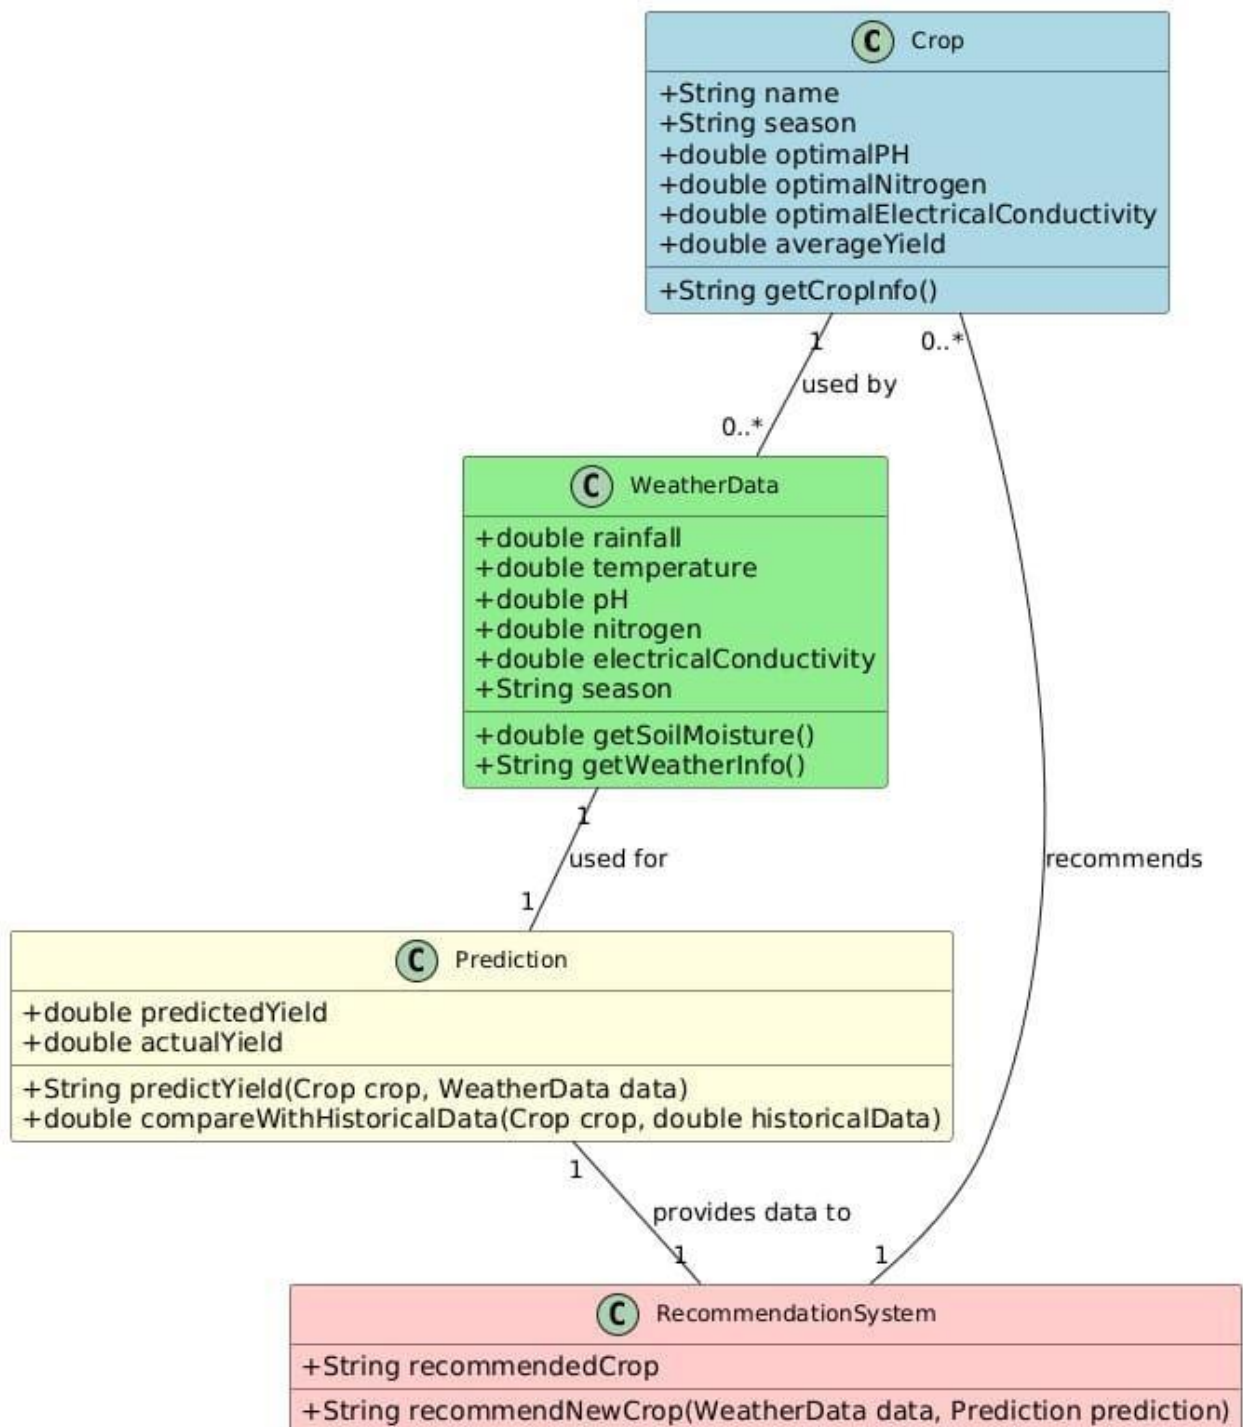 C Crop
+String name
+String season
+double optimalPH
+double optimalNitrogen
+double optimalElectricalConductivity
+double averageYield
+String getCropInfo()
1
0..*
used by
0..*
C WeatherData
+double rainfall
+double temperature
+double pH
+double nitrogen
+double electricalConductivity
+String season
+double getSoilMoisture()
+String getWeatherInfo()
1
used for
recommends
1
C Prediction
+double predictedYield
+double actualYield
+String predictYield(Crop crop, WeatherData data)
+double compareWithHistoricalData(Crop crop, double historicalData)
1
provides data to
1
1
C RecommendationSystem
+String recommendedCrop
+String recommendNewCrop(WeatherData data, Prediction prediction)